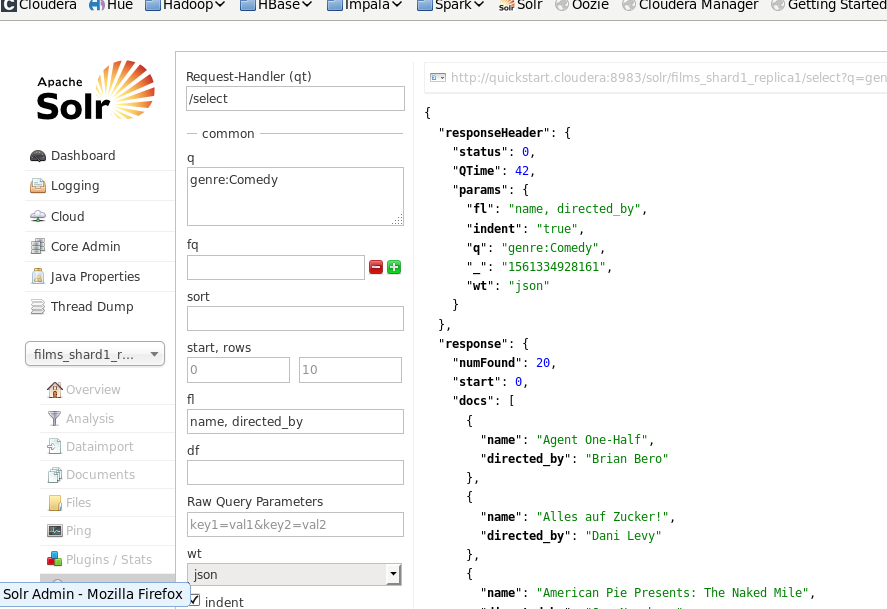 Cloudera Hue Hadoop HBase Impala Spark Solr Oozie Cloudera Manager Getting Started
Apache
Solr
Dashboard
Logging
Cloud
Core Admin
Java Properties
Thread Dump
films_shard1_r...
Overview
Analysis
Dataimport
Documents
Files
Ping
Plugins / Stats
Solr Admin - Mozilla Firefox
Request-Handler (qt)
/select
common
q
genre:Comedy
fq
sort
start, rows
0 10
fl
name, directed_by
df
Raw Query Parameters
key1=val1&key2=val2
wt
json
indent
http://quickstart.cloudera:8983/solr/films_shard1_replica1/select?q=gen
{
"responseHeader": {
"status": 0,
"QTime": 42,
"params": {
"fl": "name, directed_by",
"indent": "true",
"q": "genre:Comedy",
"_": "1561334928161",
"wt": "json"
}
},
"response": {
"numFound": 20,
"start": 0,
"docs": [
{
"name": "Agent One-Half",
"directed_by": "Brian Bero"
},
{
"name": "Alles auf Zucker!",
"directed_by": "Dani Levy"
},
{
"name": "American Pie Presents: The Naked Mile",